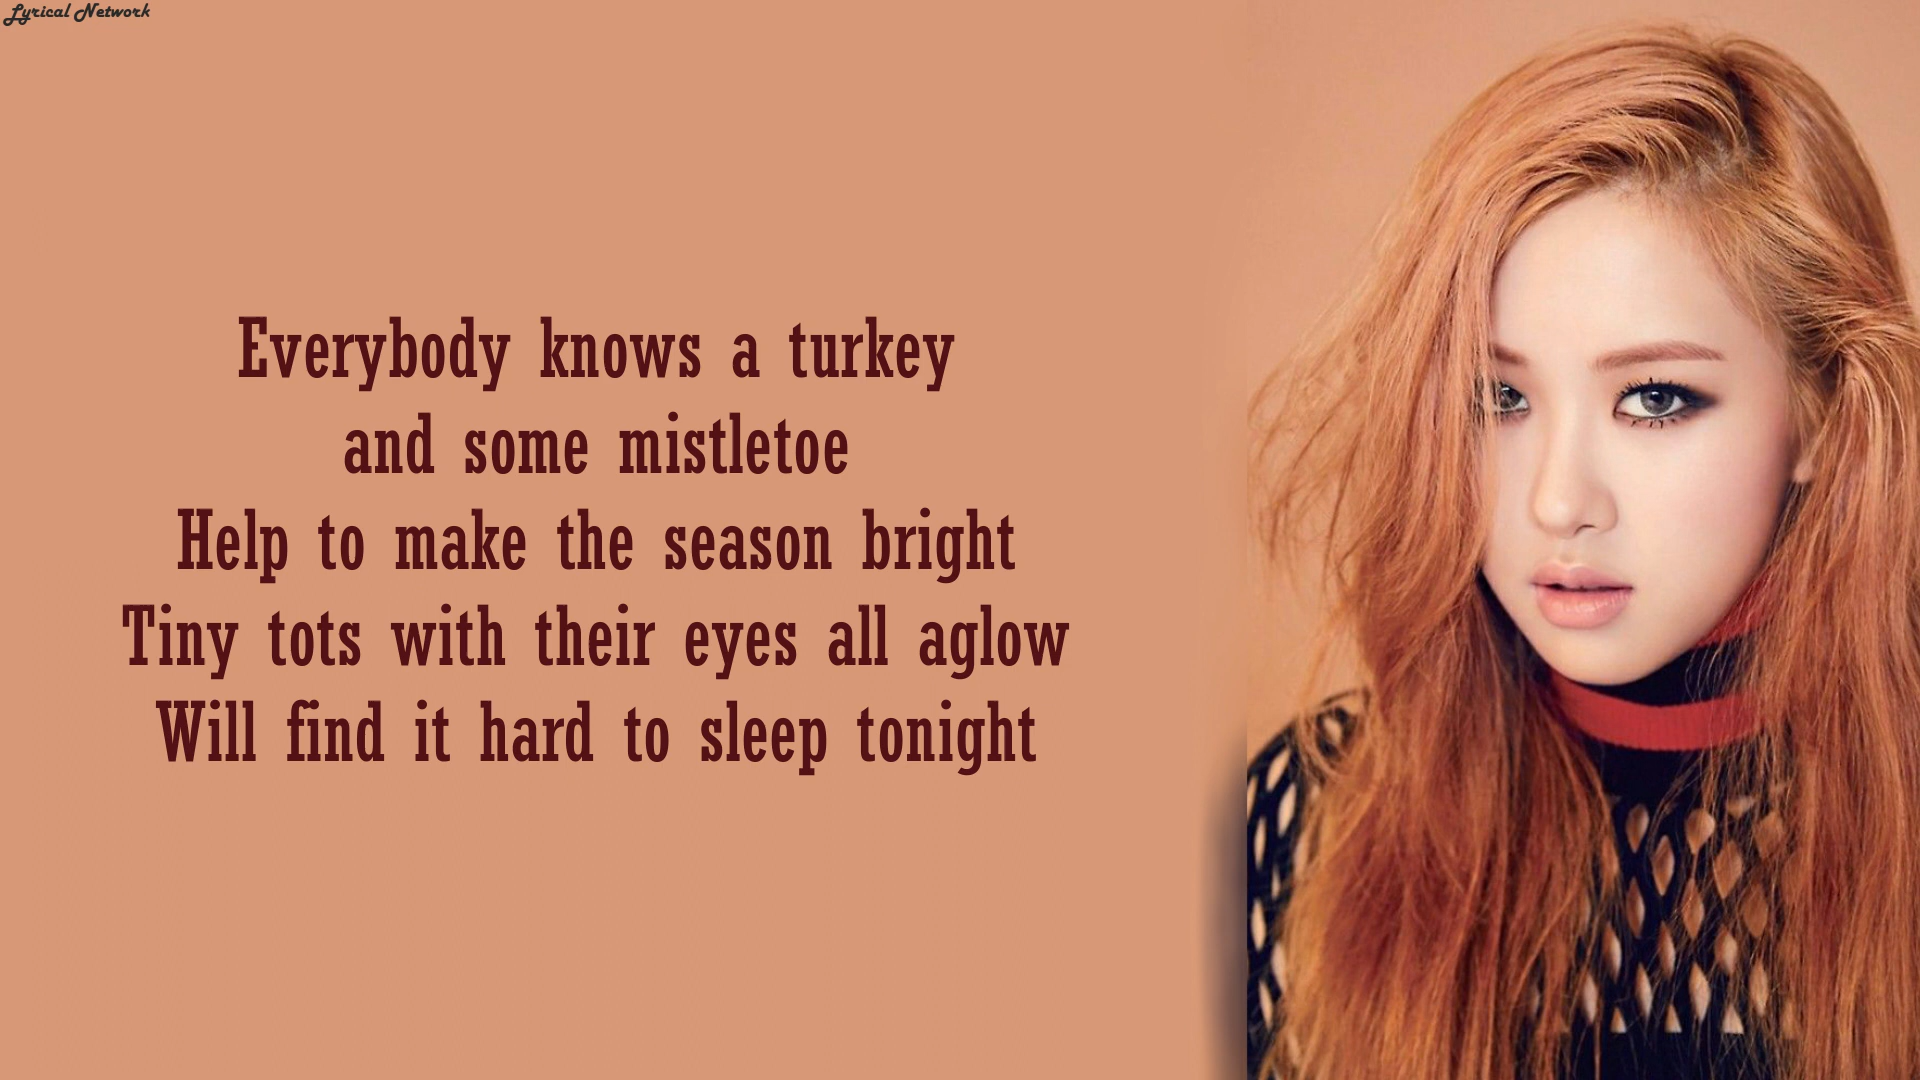 Lyrical Network
Everybody knows a turkey
and some mistletoe
Help to make the season bright
Tiny tots with their eyes all aglow
Will find it hard to sleep tonight